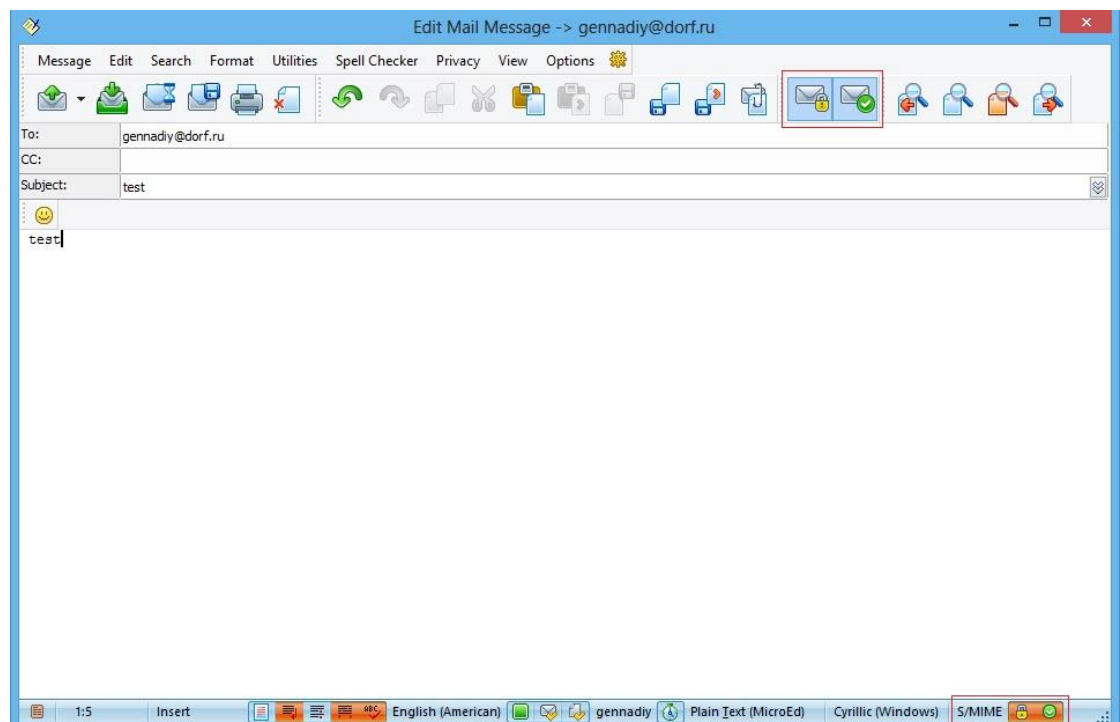 Edit Mail Message -> gennadiy@dorf.ru
Message Edit Search Format Utilities Spell Checker Privacy View Options
To: gennadiy@dorf.ru
CC:
Subject: test
test
1:5 Insert ABC English (American) gennadiy Plain Text (MicroEd) Cyrillic (Windows) S/MIME